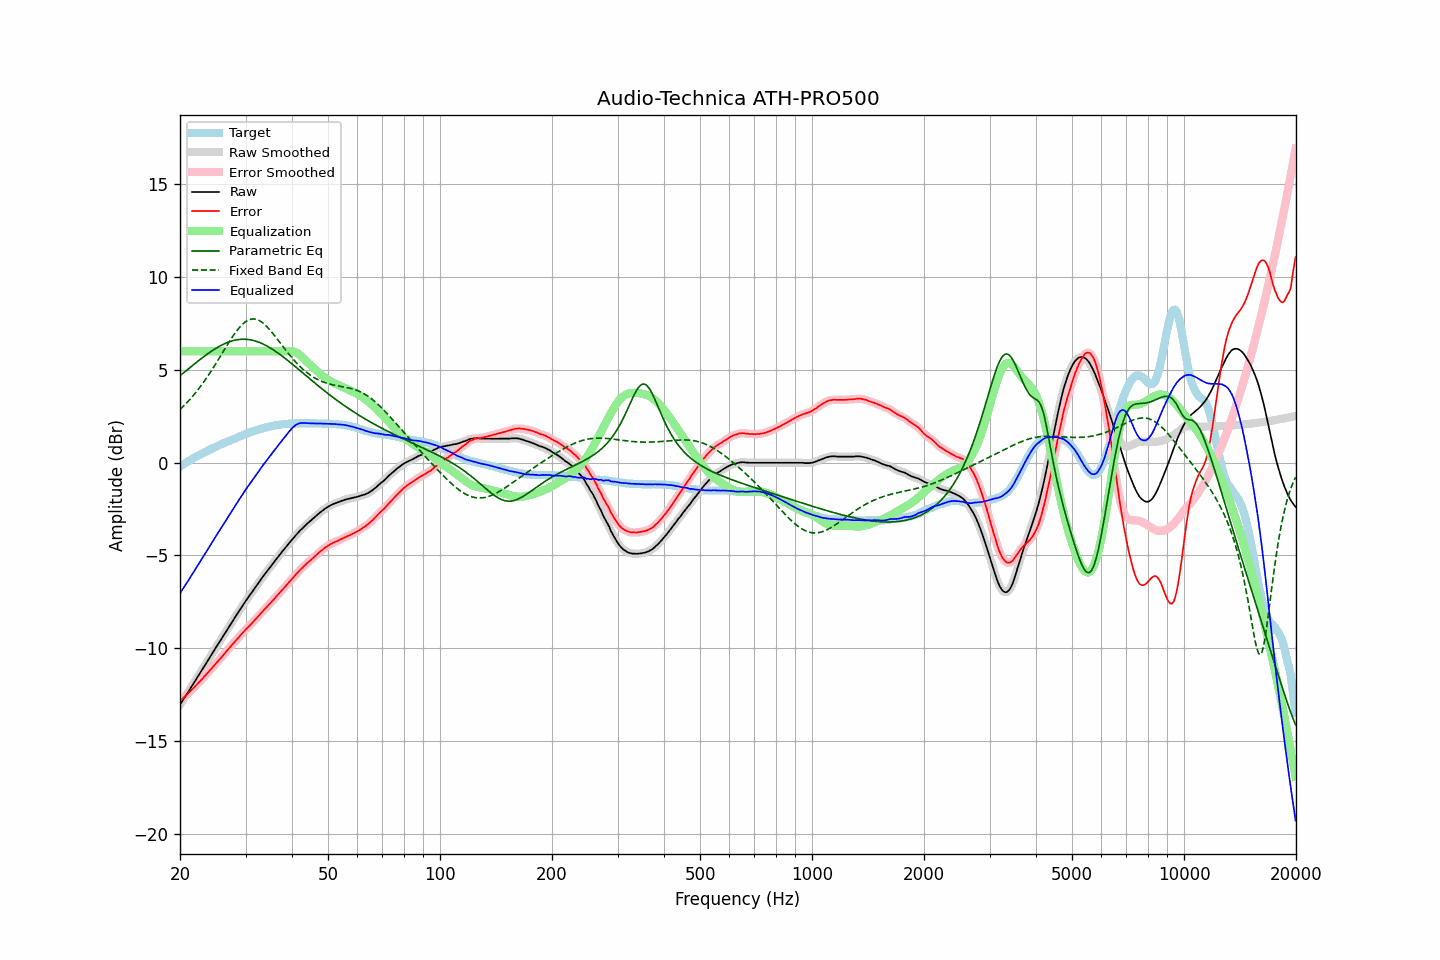 Audio-Technica ATH-PRO500
Target
Raw Smoothed
Error Smoothed
Raw
Error
Equalization
Parametric Eq
Fixed Band Eq
Equalized
Amplitude (dBr)
15
10
5
0
−5
−10
−15
−20
20 50 100 200 500 1000 2000 5000 10000 20000
Frequency (Hz)